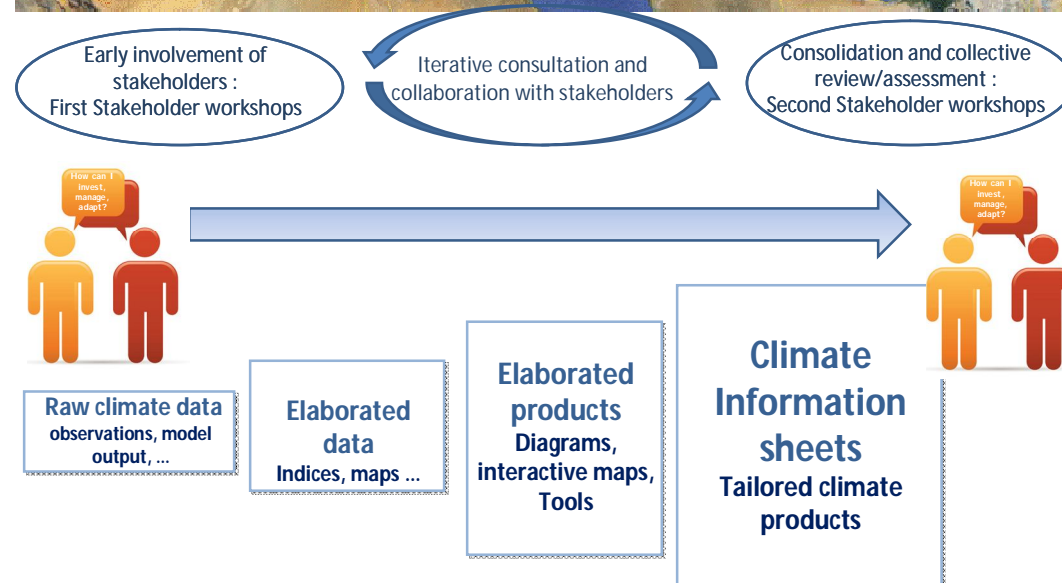 Early involvement of
stakeholders :
First Stakeholder workshops
Iterative consultation and
collaboration with stakeholders
Consolidation and collective
review/assessment :
Second Stakeholder workshops
How can I
invest,
manage,
adapt?
How can I
invest,
manage,
adapt?
Raw climate data
observations, model
output, ...
Elaborated
data
Indices, maps ...
Elaborated
products
Diagrams,
interactive maps,
Tools
Climate
Information
sheets
Tailored climate
products